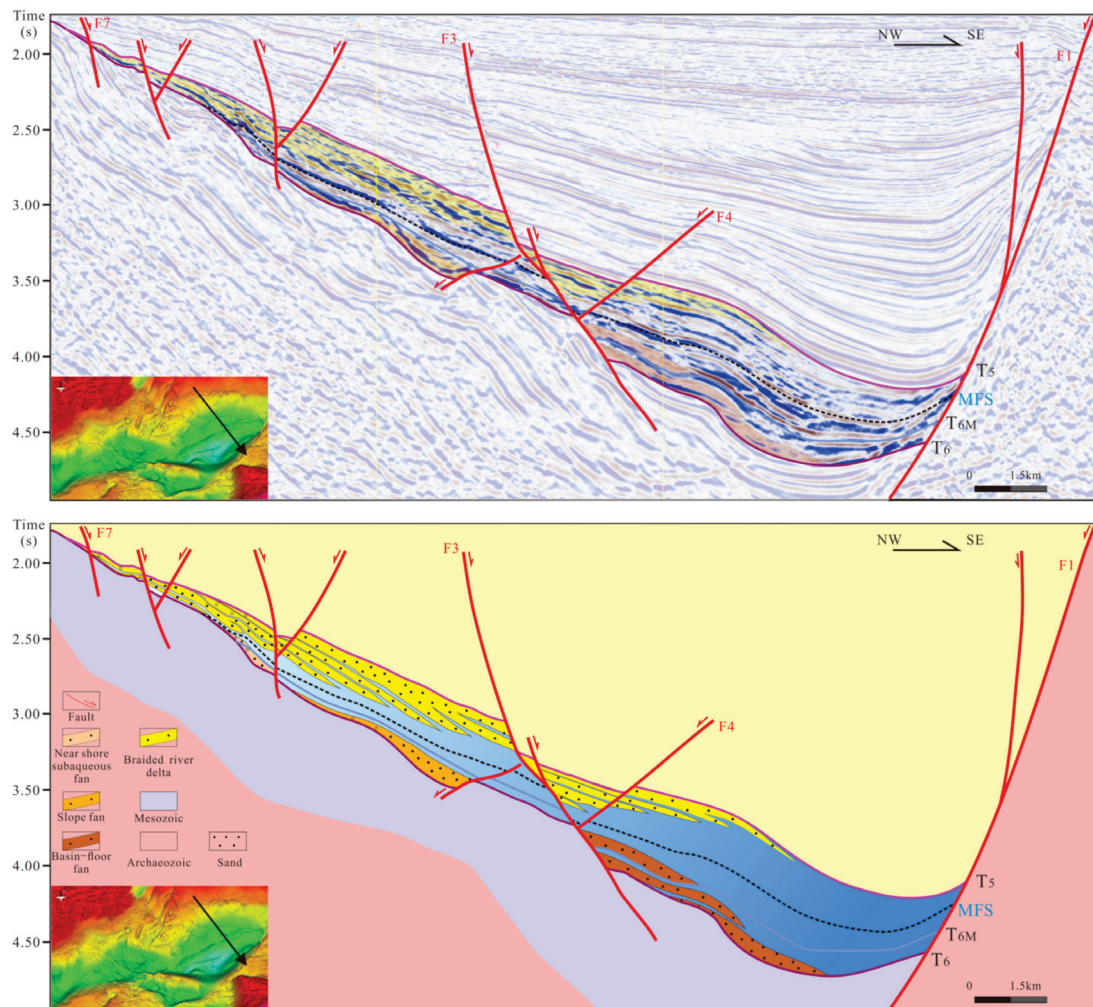 Time
(s)
F7
F3
NW
SE
F1
2.00
2.50
3.00
F4
3.50
4.00
T5
MFS
T6M
4.50
T6
0
1.5km
Time
(s)
F7
F3
NW
SE
F1
2.00
2.50
3.00
F4
Fault
Near shore
subaqueous
fan
Braided river
delta
3.50
Slope fan
Mesozoic
Basin-floor
fan
Archaeozoic
Sand
4.00
T5
MFS
T6M
4.50
T6
0
1.5km